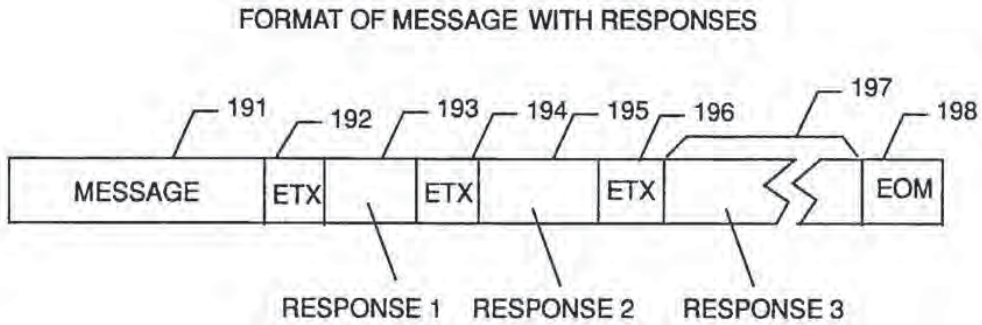 FORMAT OF MESSAGE WITH RESPONSES
191 192 193 194 195 196 197 198
MESSAGE ETX ETX ETX EOM
RESPONSE 1 RESPONSE 2 RESPONSE 3